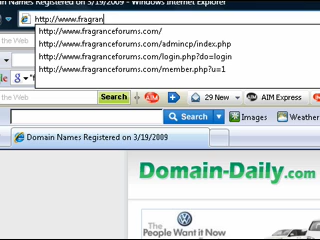 ain Names Registered on 3/19/2009 - Windows Internet Explorer
http://www.fragran
http://www.fragranceforums.com/
http://www.fragranceforums.com/admincp/index.php
http://www.fragranceforums.com/login.php?do=login
http://www.fragranceforums.com/member.php?u=1
the Web
Search
29 New
AIM Express
AIM
Search
Images
Weather
Domain Names Registered on 3/19/2009
Domain-Daily.com
The
People Want it Now